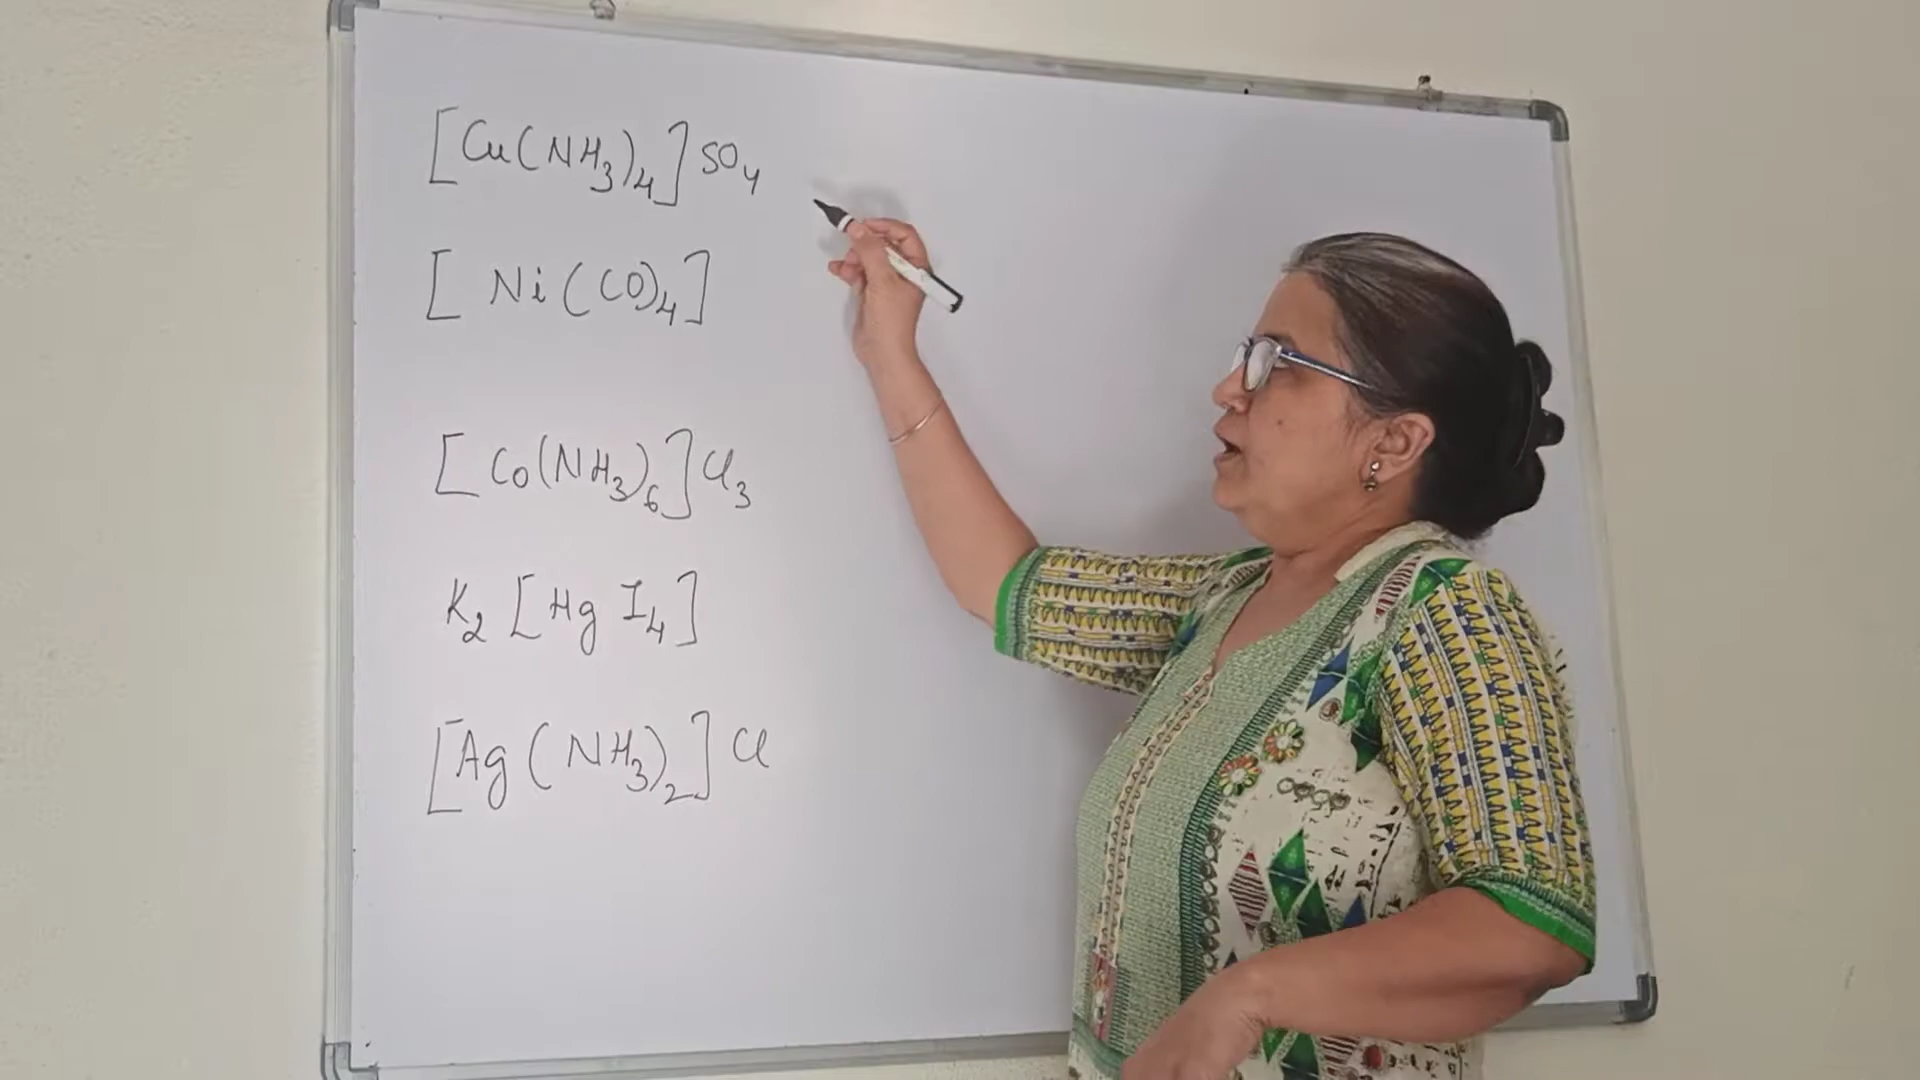 [Cu(NH₃)₄]SO₄
[Ni(CO)₄]
[Co(NH₃)₆]Cl₃
K₂[HgI₄]
[Ag(NH₃)₂]Cl